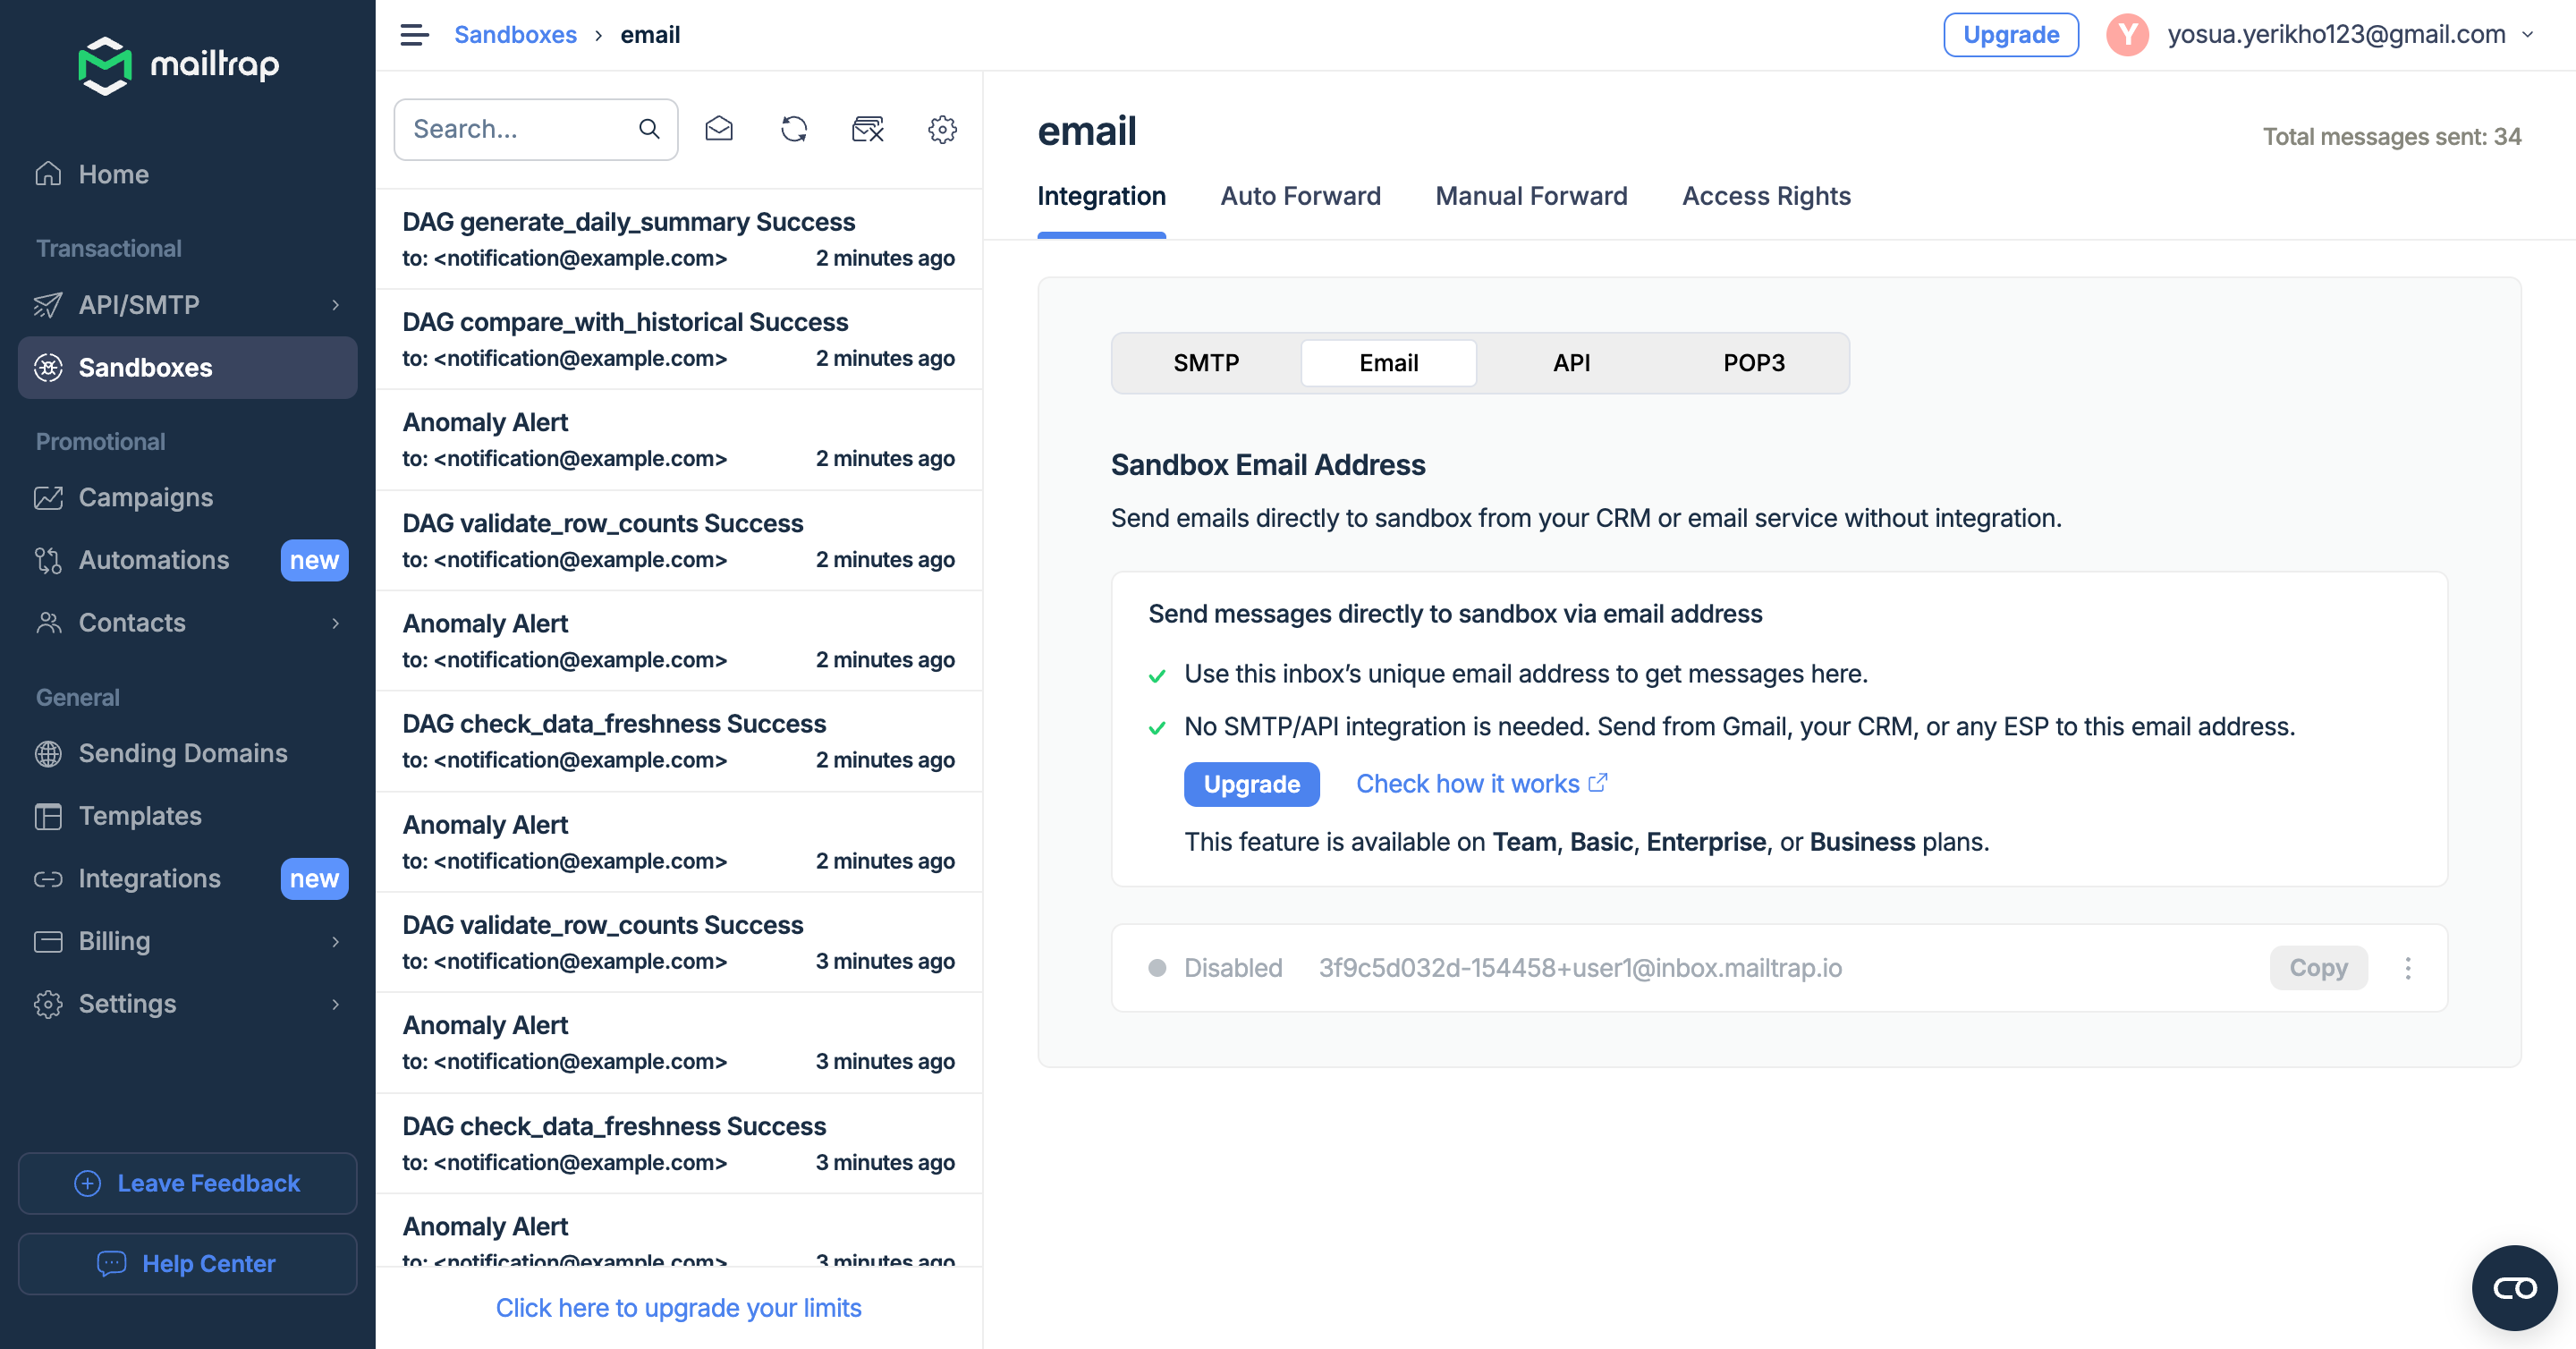 mailtrap
Home
Transactional
API/SMTP
Sandboxes
Promotional
Campaigns
Automations new
Contacts
General
Sending Domains
Templates
Integrations new
Billing
Settings
Leave Feedback
Help Center
Sandboxes › email
Upgrade
Y yosua.yerikho123@gmail.com
Search...
DAG generate_daily_summary Success
to: <notification@example.com> 2 minutes ago
DAG compare_with_historical Success
to: <notification@example.com> 2 minutes ago
Anomaly Alert
to: <notification@example.com> 2 minutes ago
DAG validate_row_counts Success
to: <notification@example.com> 2 minutes ago
Anomaly Alert
to: <notification@example.com> 2 minutes ago
DAG check_data_freshness Success
to: <notification@example.com> 2 minutes ago
Anomaly Alert
to: <notification@example.com> 2 minutes ago
DAG validate_row_counts Success
to: <notification@example.com> 3 minutes ago
Anomaly Alert
to: <notification@example.com> 3 minutes ago
DAG check_data_freshness Success
to: <notification@example.com> 3 minutes ago
Anomaly Alert
to: <notification@example.com> 3 minutes ago
Click here to upgrade your limits
email
Total messages sent: 34
Integration Auto Forward Manual Forward Access Rights
SMTP Email API POP3
Sandbox Email Address
Send emails directly to sandbox from your CRM or email service without integration.
Send messages directly to sandbox via email address
Use this inbox’s unique email address to get messages here.
No SMTP/API integration is needed. Send from Gmail, your CRM, or any ESP to this email address.
Upgrade Check how it works
This feature is available on Team, Basic, Enterprise, or Business plans.
Disabled 3f9c5d032d-154458+user1@inbox.mailtrap.io Copy